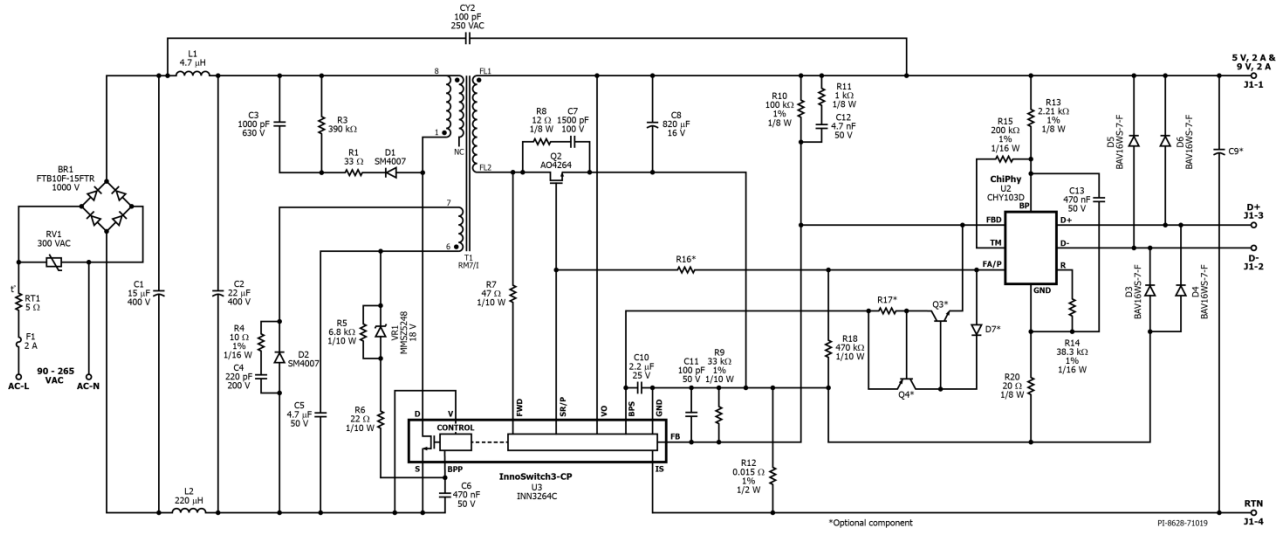 CY2
100 pF
250 VAC
L1
4.7 µH
5 V, 2 A &
9 V, 2 A
J1-1
C3
1000 pF
630 V
R3
390 kΩ
R1
33 Ω
D1
SM4007
8
1
NC
FL1
FL2
R8
12 Ω
1/8 W
C7
1500 pF
100 V
Q2
AO4264
C8
820 µF
16 V
R10
100 kΩ
1%
1/8 W
R11
1 kΩ
1/8 W
C12
4.7 nF
50 V
R13
2.21 kΩ
1%
1/8 W
R15
200 kΩ
1%
1/16 W
D5
BAV16WS-7-F
D6
BAV16WS-7-F
C9*
BR1
FTB10F-15FTR
1000 V
RV1
300 VAC
t°
RT1
5 Ω
F1
2 A
90 - 265
VAC
AC-L
AC-N
C1
15 µF
400 V
C2
22 µF
400 V
R4
10 Ω
1%
1/16 W
C4
220 pF
200 V
D2
SM4007
C5
4.7 µF
50 V
7
6
T1
RM7/I
R5
6.8 kΩ
1/10 W
VR1
MMSZ5248
18 V
R6
22 Ω
1/10 W
R7
47 Ω
1/10 W
ChiPhy
U2
CHY103D
BP
FBD
D+
TM
D-
FA/P
R
GND
C13
470 nF
50 V
D+
J1-3
D-
J1-2
D3
BAV16WS-7-F
D4
BAV16WS-7-F
R16*
R17*
Q3*
Q4*
D7*
R18
470 kΩ
1/10 W
R14
38.3 kΩ
1%
1/16 W
R20
20 Ω
1/8 W
C10
2.2 µF
25 V
C11
100 pF
50 V
R9
33 kΩ
1%
1/10 W
D
V
FWD
SR/P
VO
BPS
GND
CONTROL
FB
S
BPP
IS
InnoSwitch3-CP
U3
INN3264C
C6
470 nF
50 V
R12
0.015 Ω
1%
1/2 W
L2
220 µH
RTN
J1-4
*Optional component
PI-8628-71019